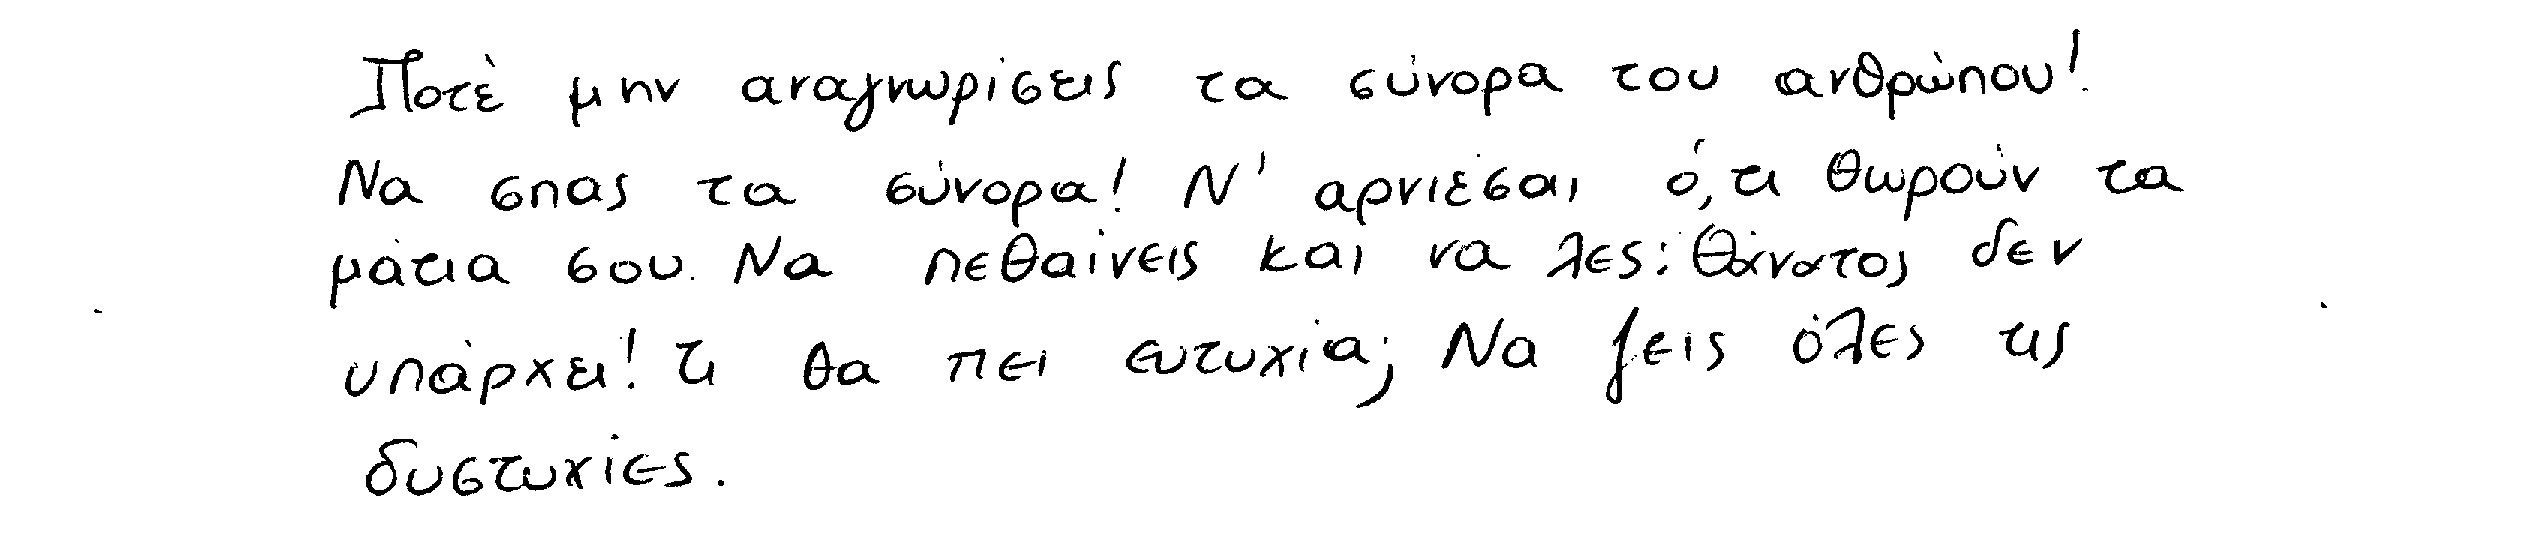 Ποτέ μην αναγνωρίσεις τα σύνορα του ανθρώπου!
Να σπας τα σύνορα! Ν' αρνιέσαι ό,τι θωρούν τα
μάτια σου. Να πεθαίνεις και να λες: Θάνατος δεν
υπάρχει! Τι θα πει ευτυχία; Να ζεις όλες τις
δυστυχίες.